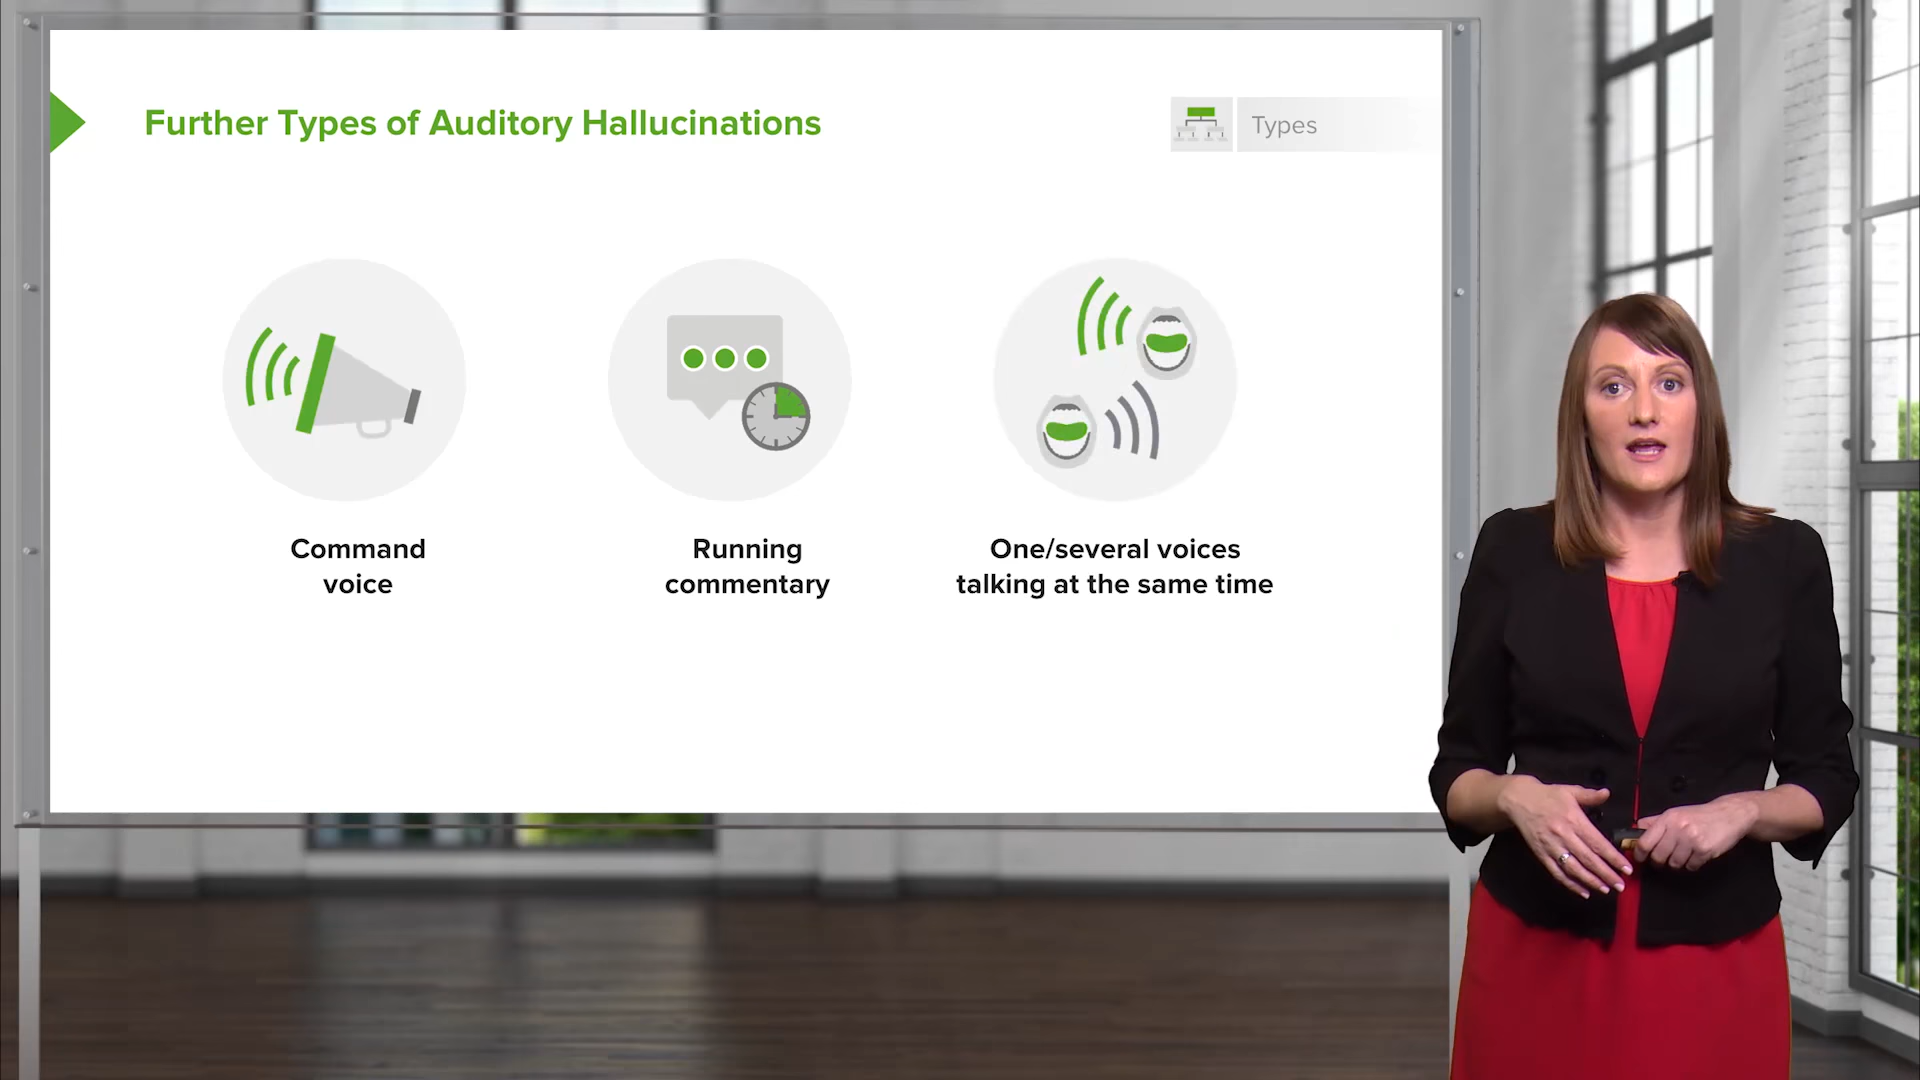 Further Types of Auditory Hallucinations
Types
Command
voice
Running
commentary
One/several voices
talking at the same time